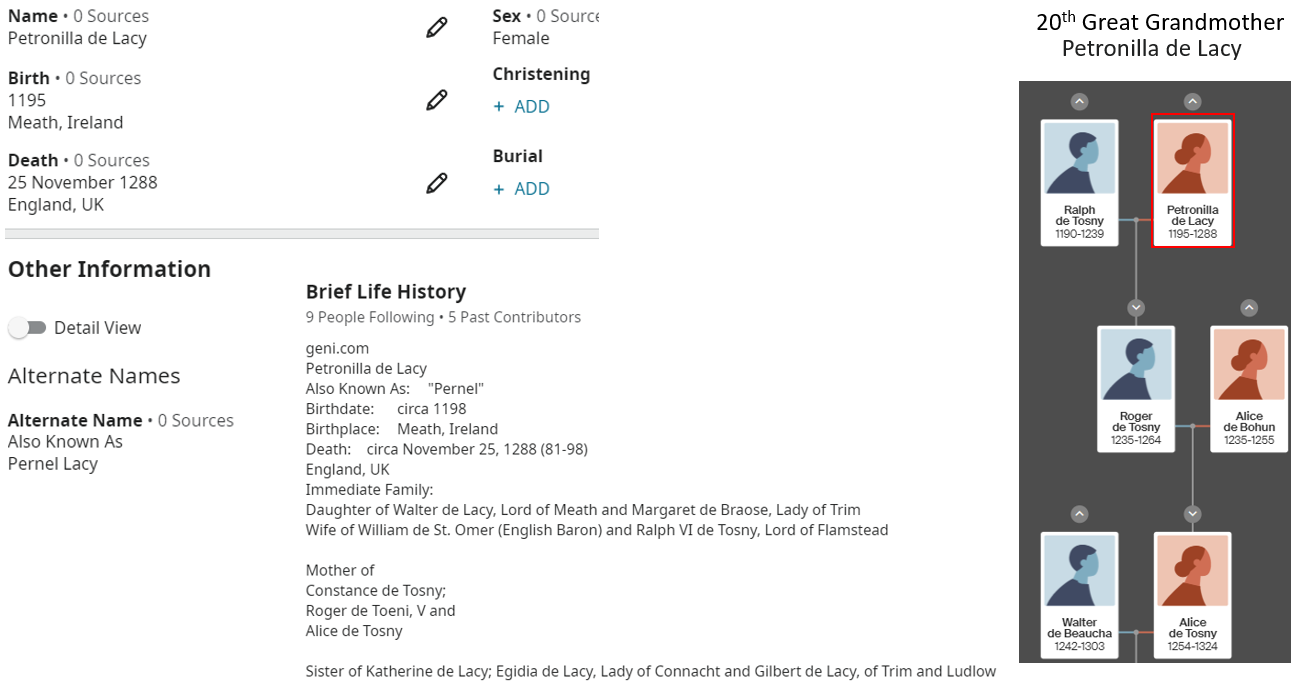 Name • 0 Sources
Petronilla de Lacy
Sex • 0 Source
Female
Birth • 0 Sources
1195
Meath, Ireland
Christening
+ ADD
Death • 0 Sources
25 November 1288
England, UK
Burial
+ ADD
Other Information
Detail View
Alternate Names
Alternate Name • 0 Sources
Also Known As
Pernel Lacy
Brief Life History
9 People Following • 5 Past Contributors
geni.com
Petronilla de Lacy
Also Known As: "Pernel"
Birthdate: circa 1198
Birthplace: Meath, Ireland
Death: circa November 25, 1288 (81-98)
England, UK
Immediate Family:
Daughter of Walter de Lacy, Lord of Meath and Margaret de Braose, Lady of Trim
Wife of William de St. Omer (English Baron) and Ralph VI de Tosny, Lord of Flamstead
Mother of
Constance de Tosny;
Roger de Toeni, V and
Alice de Tosny
Sister of Katherine de Lacy; Egidia de Lacy, Lady of Connacht and Gilbert de Lacy, of Trim and Ludlow
20th Great Grandmother
Petronilla de Lacy
Ralph
de Tosny
1190-1239
Petronilla
de Lacy
1195-1288
Roger
de Tosny
1235-1264
Alice
de Bohun
1235-1255
Walter
de Beaucha
1242-1303
Alice
de Tosny
1254-1324